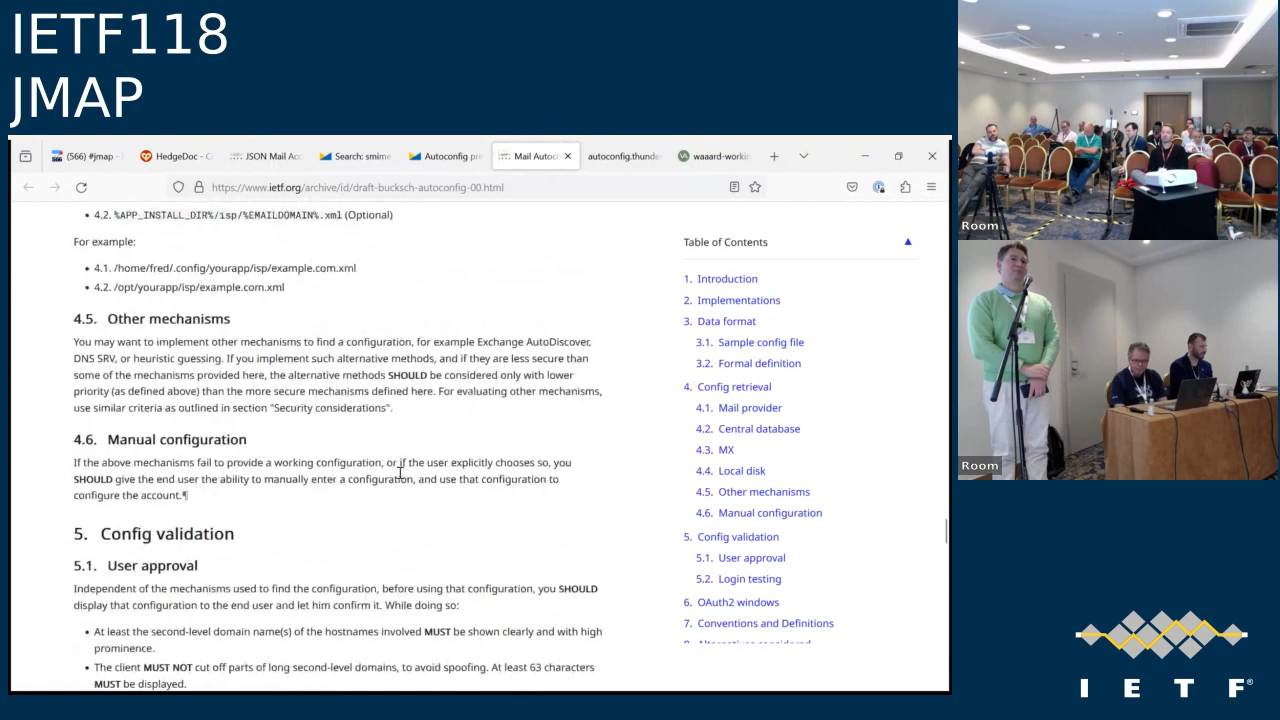 IETF118
JMAP
(566) #jmap -
HedgeDoc - C
JSON Mail Acc
Search: smime
Autoconfig pr
Mail Autoco
autoconfig.thunde
waaard-workin
https://www.ietf.org/archive/id/draft-bucksch-autoconfig-00.html
• 4.2. %APP_INSTALL_DIR%/isp/%EMAILDOMAIN%.xml (Optional)
For example:
• 4.1. /home/fred/.config/yourapp/isp/example.com.xml
• 4.2. /opt/yourapp/isp/example.com.xml
4.5. Other mechanisms
You may want to implement other mechanisms to find a configuration, for example Exchange AutoDiscover,
DNS SRV, or heuristic guessing. If you implement such alternative methods, and if they are less secure than
some of the mechanisms provided here, the alternative methods SHOULD be considered only with lower
priority (as defined above) than the more secure mechanisms defined here. For evaluating other mechanisms,
use similar criteria as outlined in section "Security considerations".
4.6. Manual configuration
If the above mechanisms fail to provide a working configuration, or if the user explicitly chooses so, you
SHOULD give the end user the ability to manually enter a configuration, and use that configuration to
configure the account.¶
5. Config validation
5.1. User approval
Independent of the mechanisms used to find the configuration, before using that configuration, you SHOULD
display that configuration to the end user and let him confirm it. While doing so:
• At least the second-level domain name(s) of the hostnames involved MUST be shown clearly and with high
prominence.
• The client MUST NOT cut off parts of long second-level domains, to avoid spoofing. At least 63 characters
MUST be displayed.
Table of Contents
1. Introduction
2. Implementations
3. Data format
3.1. Sample config file
3.2. Formal definition
4. Config retrieval
4.1. Mail provider
4.2. Central database
4.3. MX
4.4. Local disk
4.5. Other mechanisms
4.6. Manual configuration
5. Config validation
5.1. User approval
5.2. Login testing
6. OAuth2 windows
7. Conventions and Definitions
8. Alternatives considered
Room
Room
I E T F®